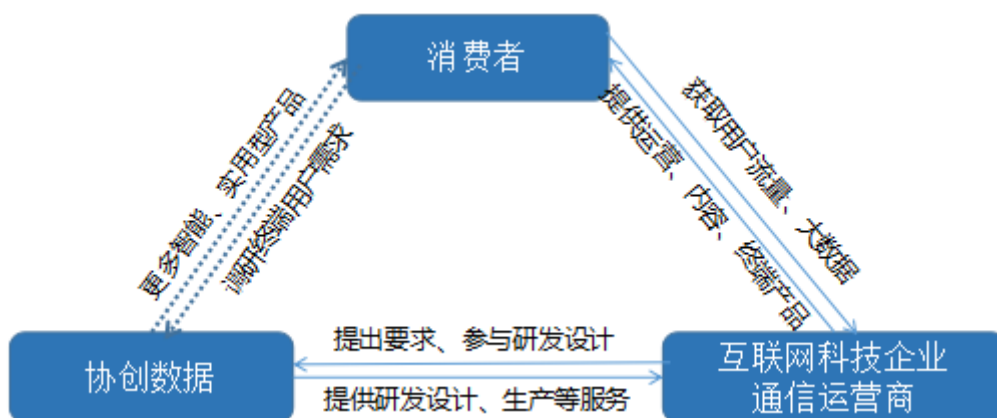 消费者
更多智能、实用型产品
调研终端用户需求
获取用户流量、大数据
提供运营、内容、终端产品
提出要求、参与研发设计
协创数据
互联网科技企业
通信运营商
提供研发设计、生产等服务